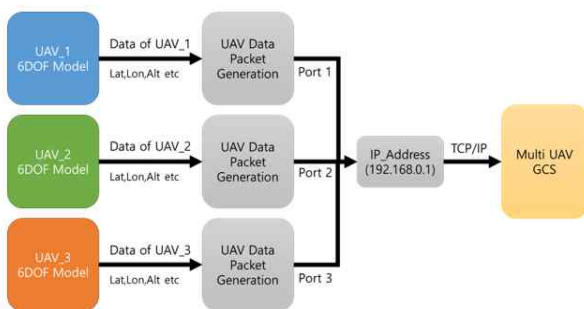 UAV_1
6DOF Model
Data of UAV_1
Lat,Lon,Alt etc
UAV Data
Packet
Generation
Port 1
UAV_2
6DOF Model
Data of UAV_2
Lat,Lon,Alt etc
UAV Data
Packet
Generation
Port 2
IP_Address
(192.168.0.1)
TCP/IP
Multi UAV
GCS
UAV_3
6DOF Model
Data of UAV_3
Lat,Lon,Alt etc
UAV Data
Packet
Generation
Port 3